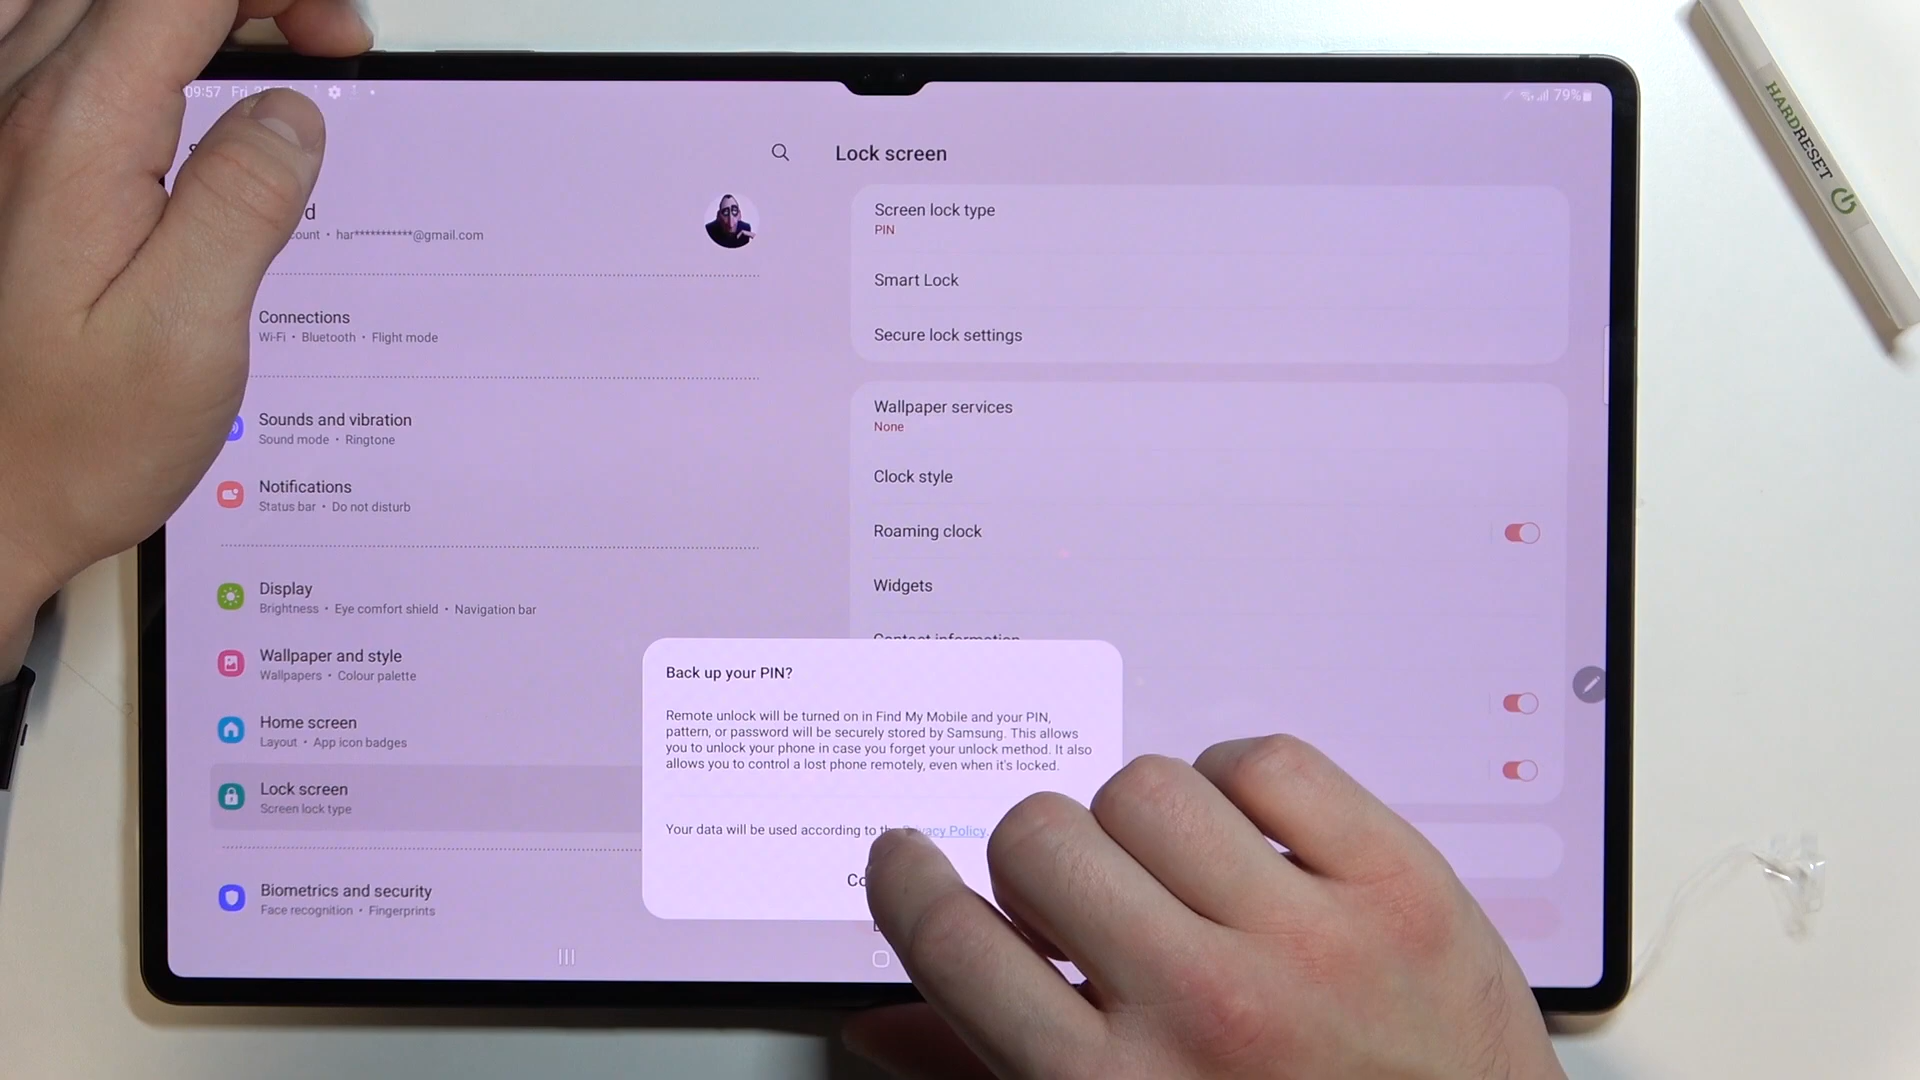 09:57 Fri
79%
Lock screen
count • har***********@gmail.com
Screen lock type
PIN
Smart Lock
Secure lock settings
Connections
Wi-Fi • Bluetooth • Flight mode
Sounds and vibration
Sound mode • Ringtone
Notifications
Status bar • Do not disturb
Display
Brightness • Eye comfort shield • Navigation bar
Wallpaper and style
Wallpapers • Colour palette
Home screen
Layout • App icon badges
Lock screen
Screen lock type
Biometrics and security
Face recognition • Fingerprints
Wallpaper services
None
Clock style
Roaming clock
Widgets
Contact information
Back up your PIN?
Remote unlock will be turned on in Find My Mobile and your PIN,
pattern, or password will be securely stored by Samsung. This allows
you to unlock your phone in case you forget your unlock method. It also
allows you to control a lost phone remotely, even when it's locked.
Your data will be used according to the Privacy Policy.
HARDRESET